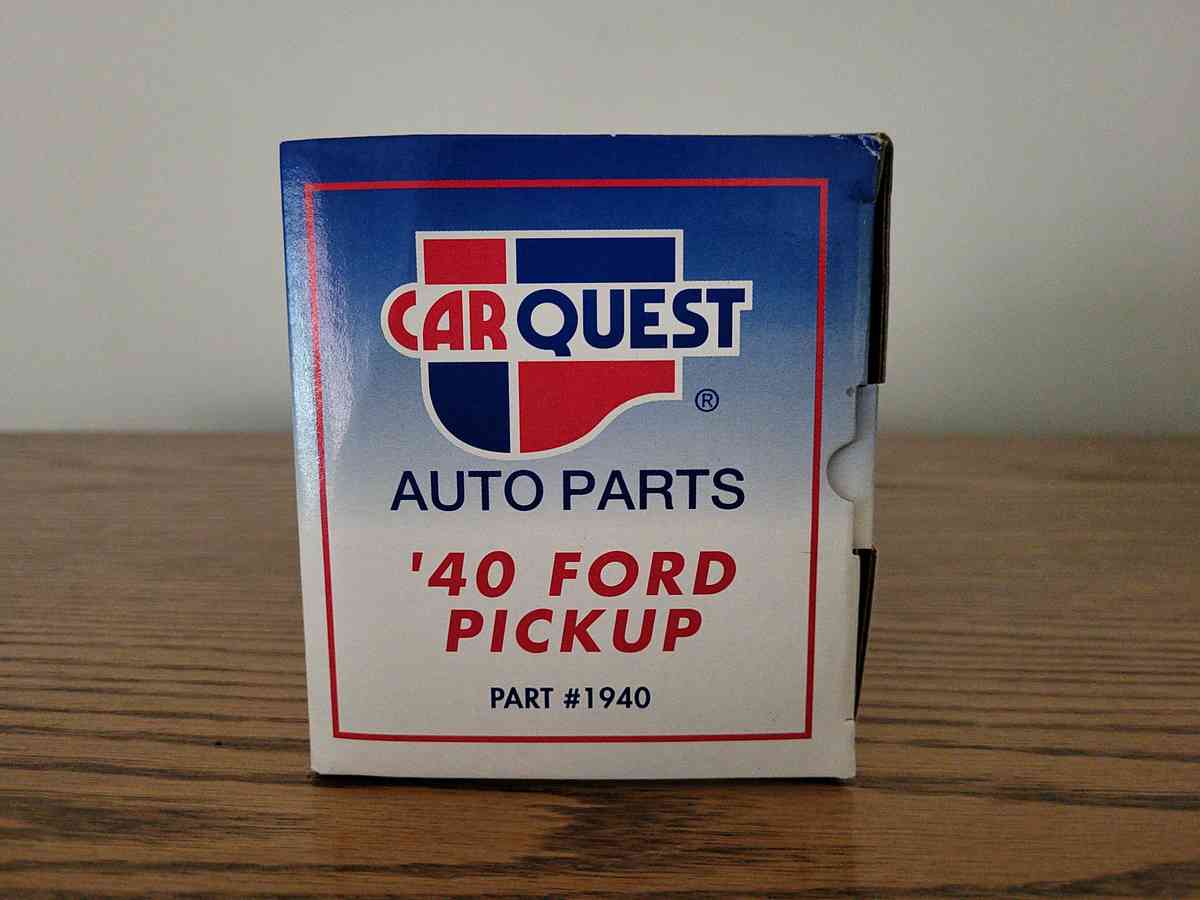 CARQUEST
®
AUTO PARTS
'40 FORD
PICKUP
PART #1940